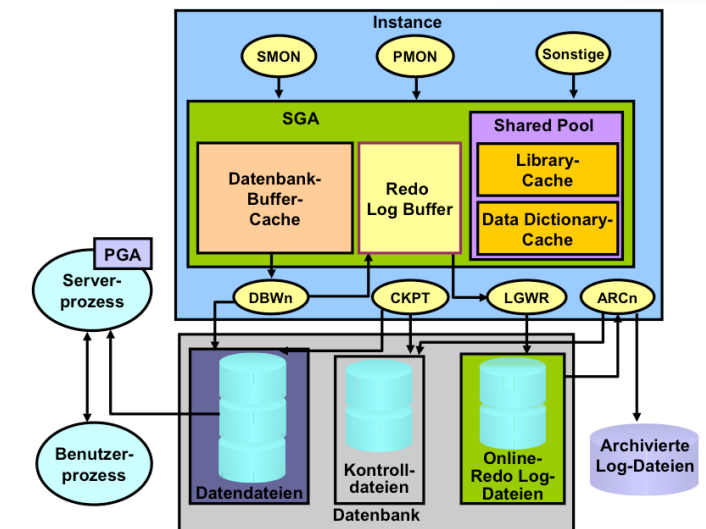 Instance
SMON
PMON
Sonstige
SGA
Shared Pool
Datenbank-
Buffer-
Cache
Redo
Log Buffer
Library-
Cache
Data Dictionary-
Cache
PGA
Server-
prozess
DBWn
CKPT
LGWR
ARCn
Benutzer-
prozess
Datendateien
Kontroll-
dateien
Online-
Redo Log-
Dateien
Archivierte
Log-Dateien
Datenbank